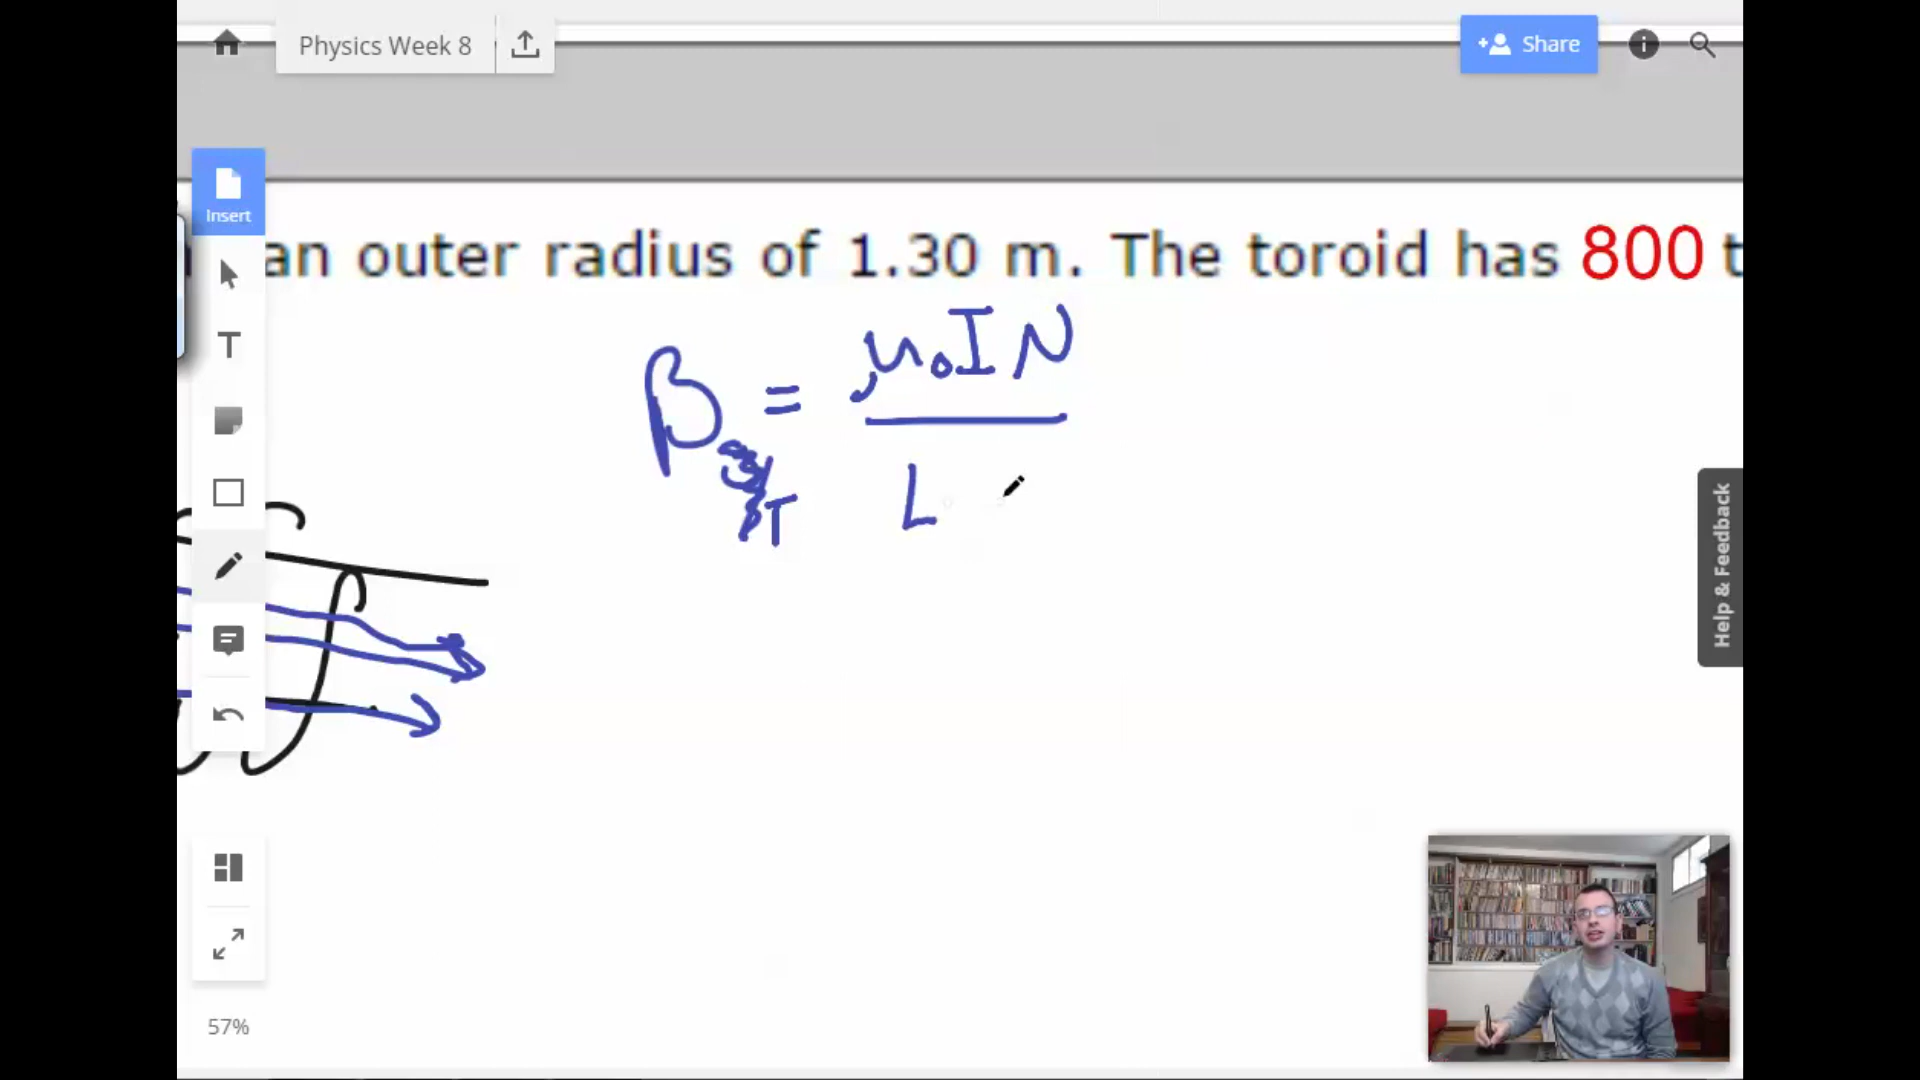 Physics Week 8
Share
Insert
an outer radius of 1.30 m. The toroid has 800 t
T
B_T = μ₀IN
L
Help & Feedback
57%